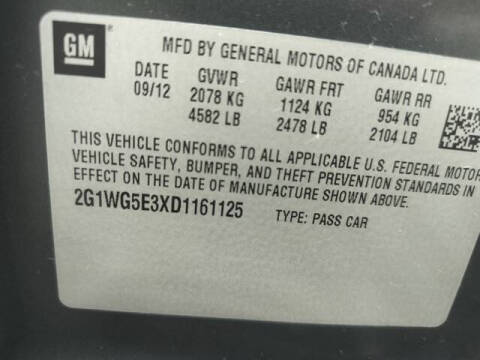 GM
MFD BY GENERAL MOTORS OF CANADA LTD.
DATE GVWR GAWR FRT GAWR RR
09/12 2078 KG 1124 KG 954 KG
4582 LB 2478 LB 2104 LB
THIS VEHICLE CONFORMS TO ALL APPLICABLE U.S. FEDERAL MOTOR
VEHICLE SAFETY, BUMPER, AND THEFT PREVENTION STANDARDS IN
EFFECT ON THE DATE OF MANUFACTURE SHOWN ABOVE.
2G1WG5E3XD1161125 TYPE: PASS CAR